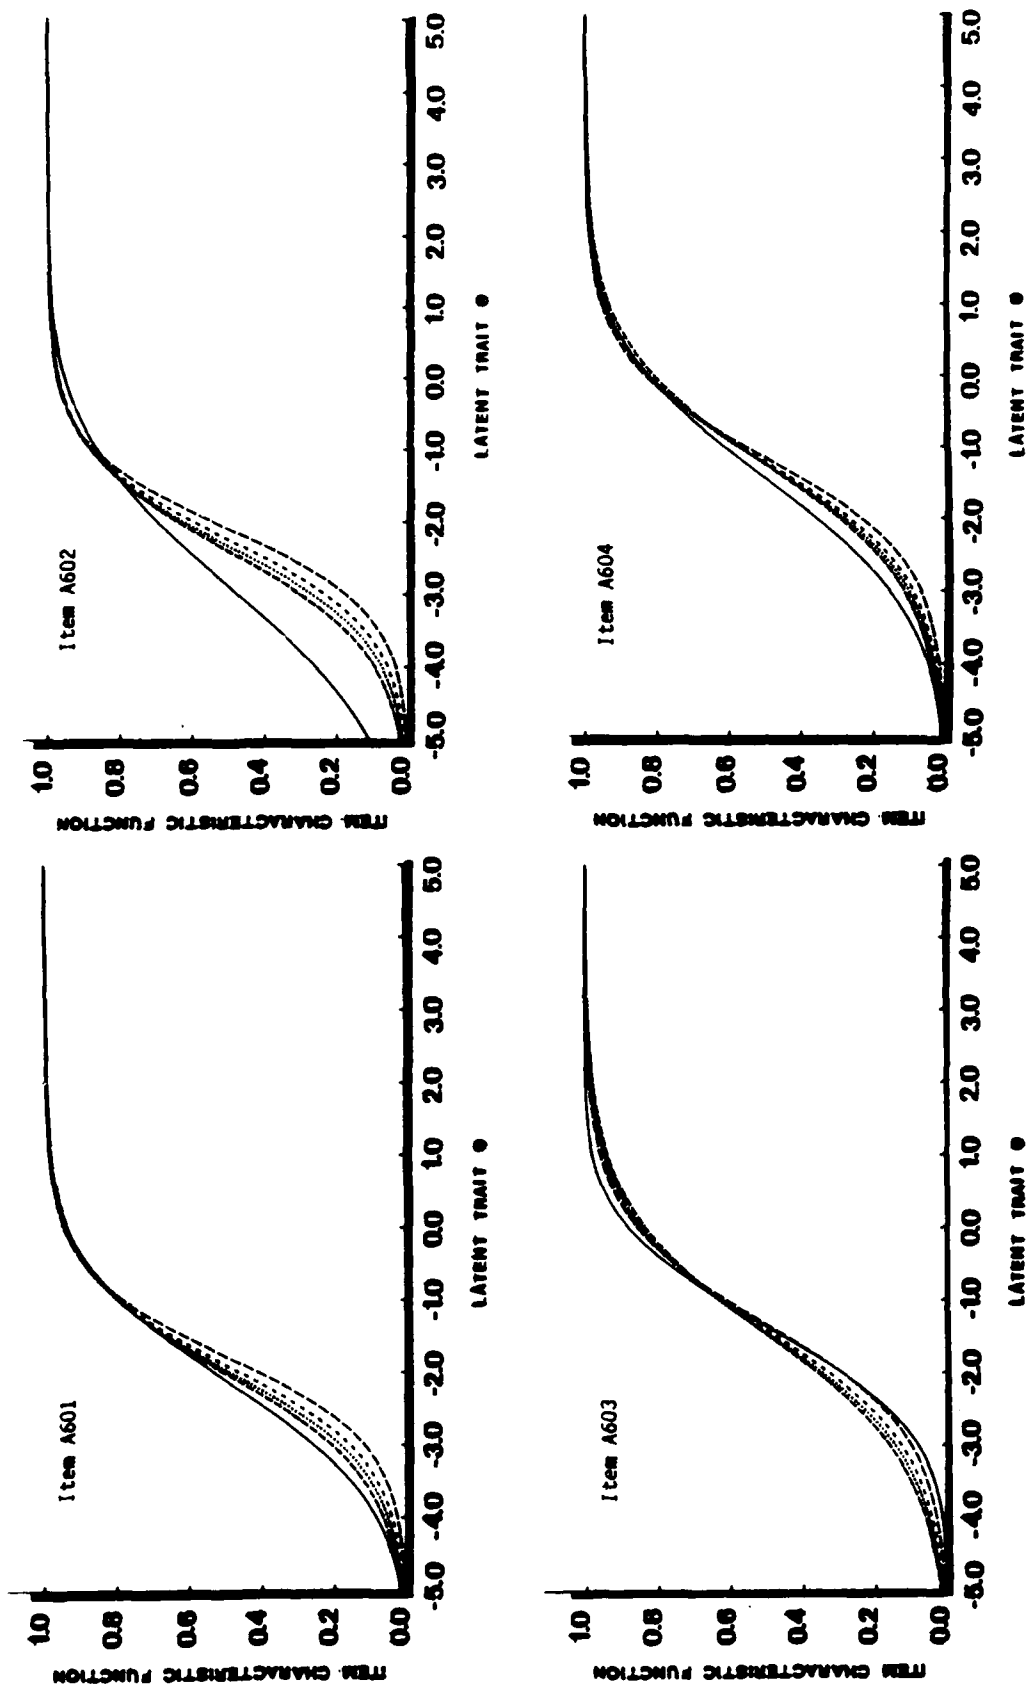 Item A601
ITEM CHARACTERISTIC FUNCTION
1.0
0.8
0.6
0.4
0.2
0.0
-5.0 -4.0 -3.0 -2.0 -1.0 0.0 1.0 2.0 3.0 4.0 5.0
LATENT TRAIT θ
Item A602
ITEM CHARACTERISTIC FUNCTION
1.0
0.8
0.6
0.4
0.2
0.0
-5.0 -4.0 -3.0 -2.0 -1.0 0.0 1.0 2.0 3.0 4.0 5.0
LATENT TRAIT θ
Item A603
ITEM CHARACTERISTIC FUNCTION
1.0
0.8
0.6
0.4
0.2
0.0
-5.0 -4.0 -3.0 -2.0 -1.0 0.0 1.0 2.0 3.0 4.0 5.0
LATENT TRAIT θ
Item A604
ITEM CHARACTERISTIC FUNCTION
1.0
0.8
0.6
0.4
0.2
0.0
-5.0 -4.0 -3.0 -2.0 -1.0 0.0 1.0 2.0 3.0 4.0 5.0
LATENT TRAIT θ